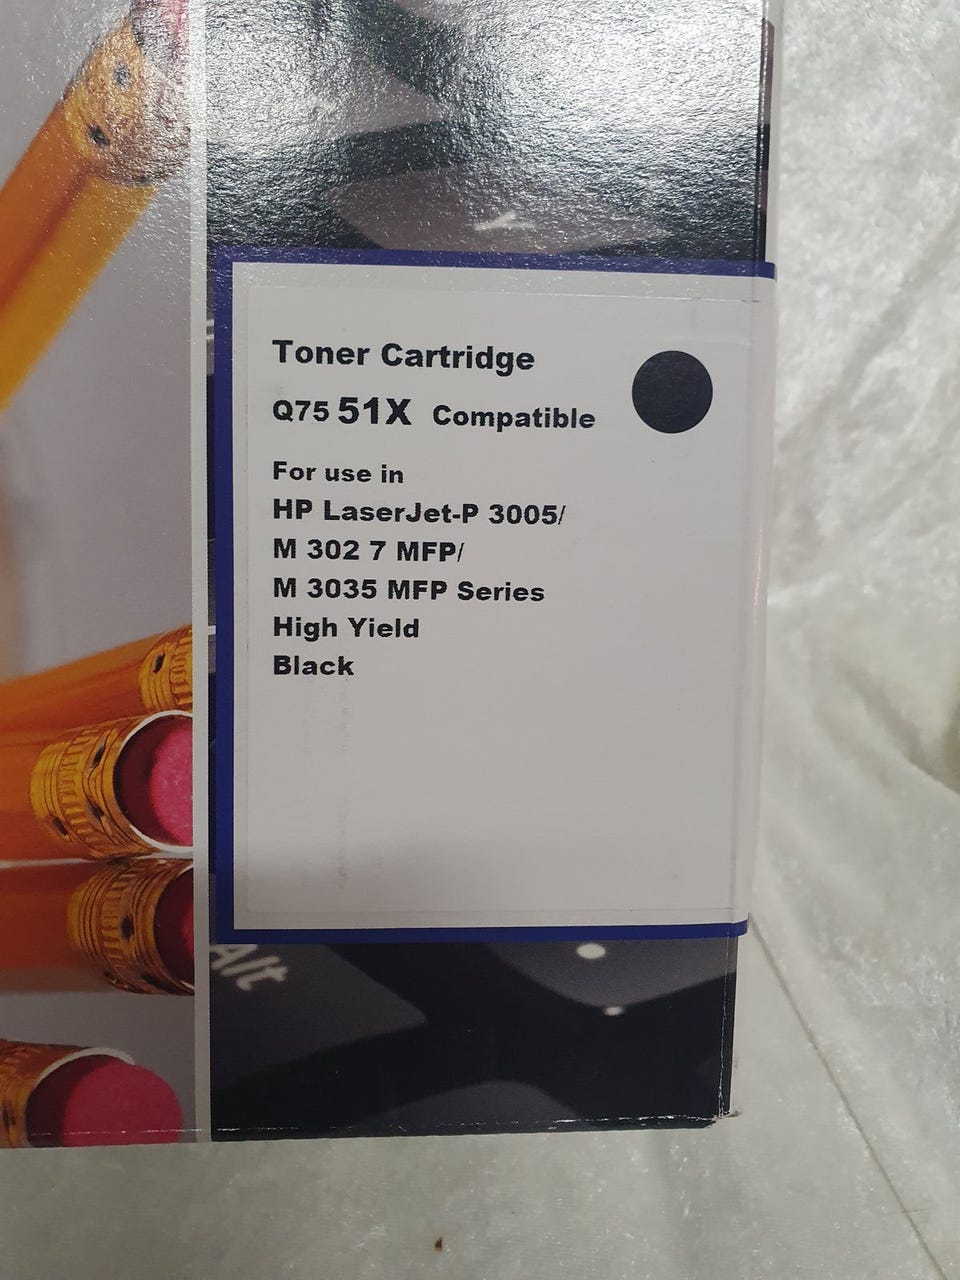 Toner Cartridge
Q75 51X Compatible
For use in
HP LaserJet-P 3005/
M 302 7 MFP/
M 3035 MFP Series
High Yield
Black
Alt